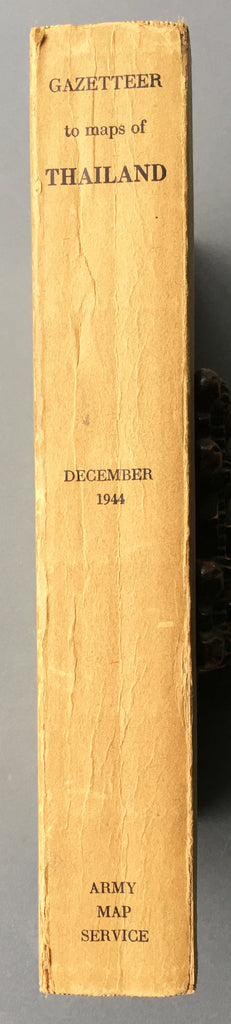 GAZETTEER
to maps of
THAILAND
DECEMBER
1944
ARMY
MAP
SERVICE